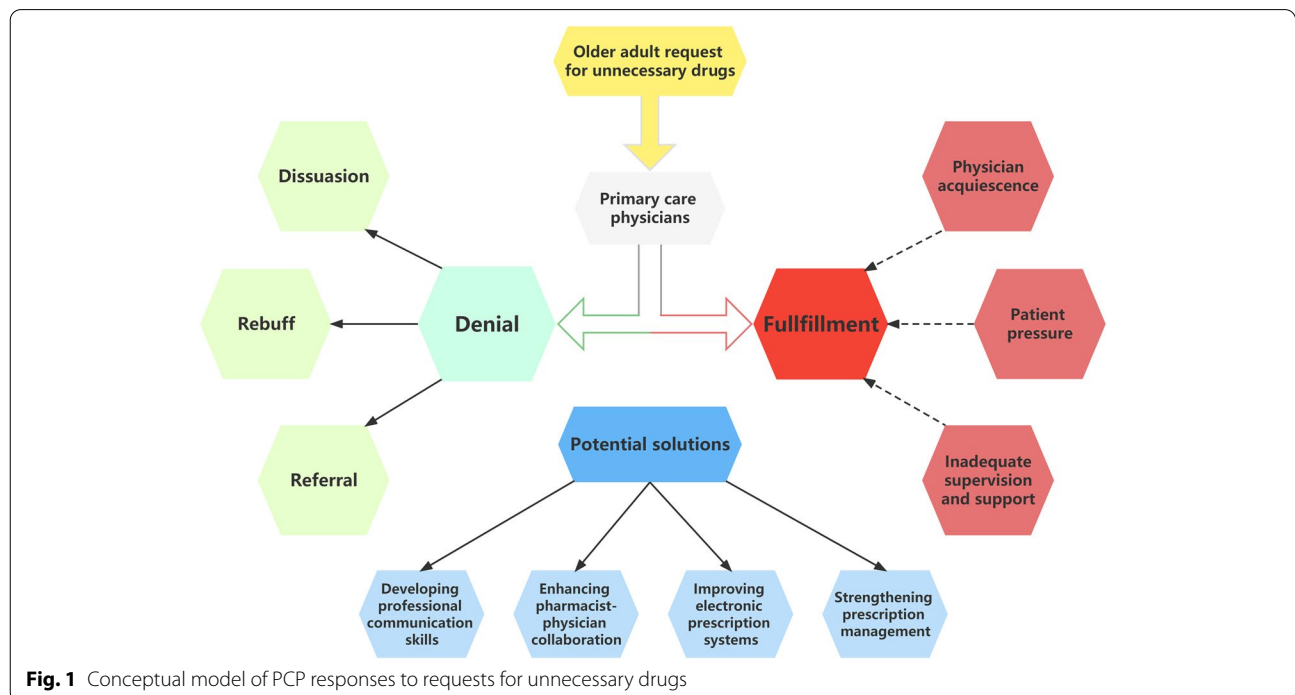 Older adult request
for unnecessary drugs
Primary care
physicians
Dissuasion
Rebuff
Referral
Denial
Fullfillment
Physician
acquiescence
Patient
pressure
Inadequate
supervision
and support
Potential solutions
Developing
professional
communication
skills
Enhancing
pharmacist-
physician
collaboration
Improving
electronic
prescription
systems
Strengthening
prescription
management
Fig. 1 Conceptual model of PCP responses to requests for unnecessary drugs